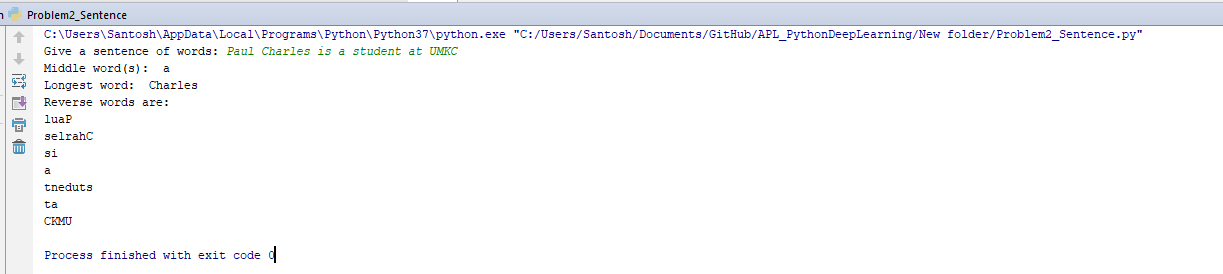 Problem2_Sentence
C:\Users\Santosh\AppData\Local\Programs\Python\Python37\python.exe "C:/Users/Santosh/Documents/GitHub/APL_PythonDeepLearning/New folder/Problem2_Sentence.py"
Give a sentence of words: Paul Charles is a student at UMKC
Middle word(s):  a
Longest word:  Charles
Reverse words are:
luaP
selrahC
si
a
tneduts
ta
CKMU
Process finished with exit code 0